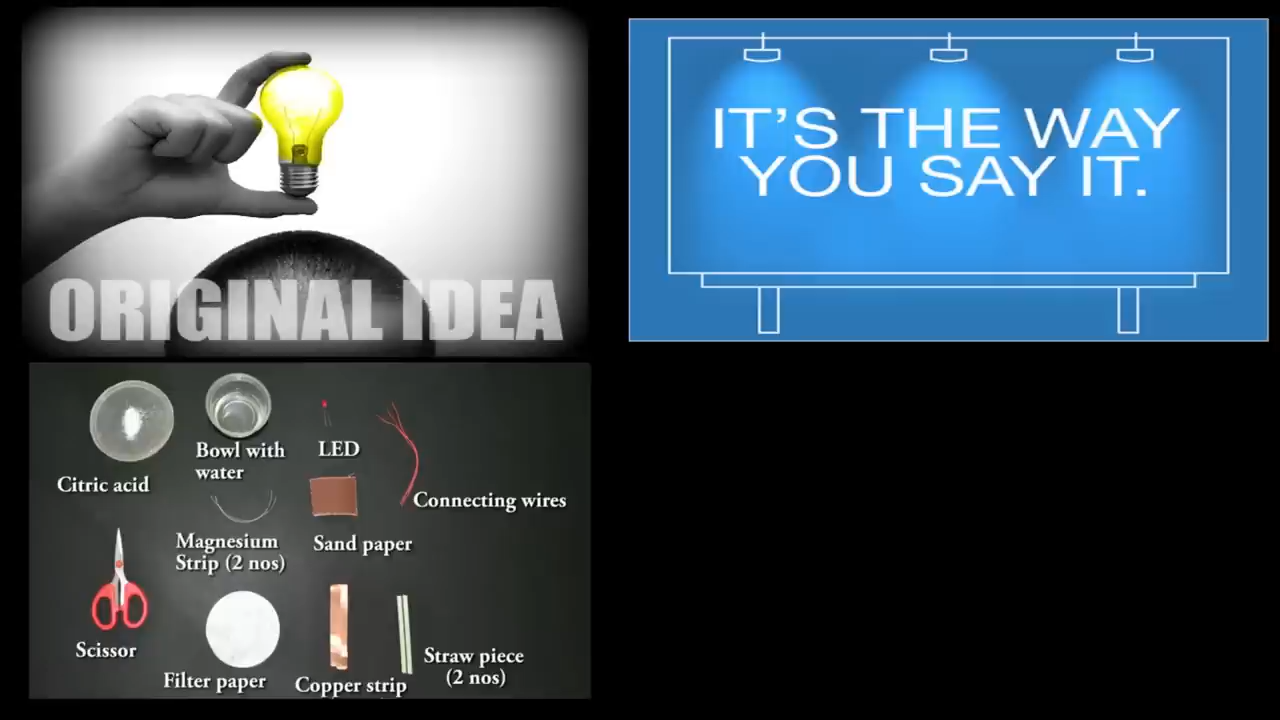 ORIGINAL IDEA
IT'S THE WAY
YOU SAY IT.
Citric acid
Bowl with
water
LED
Connecting wires
Magnesium
Strip (2 nos)
Sand paper
Scissor
Filter paper
Copper strip
Straw piece
(2 nos)